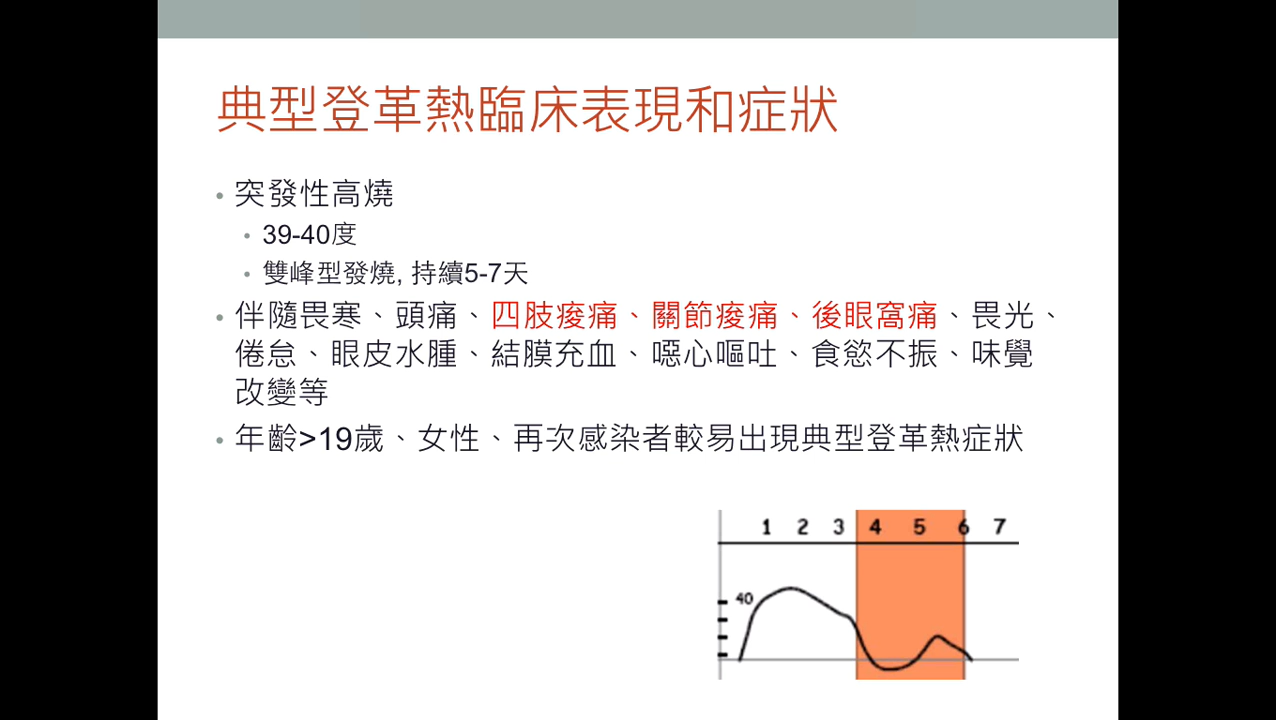 典型登革熱臨床表現和症狀
突發性高燒
39-40度
雙峰型發燒, 持續5-7天
伴隨畏寒、頭痛、四肢痠痛、關節痠痛、後眼窩痛、畏光、
倦怠、眼皮水腫、結膜充血、噁心嘔吐、食慾不振、味覺
改變等
年齡>19歲、女性、再次感染者較易出現典型登革熱症狀
1 2 3 4 5 6 7
40